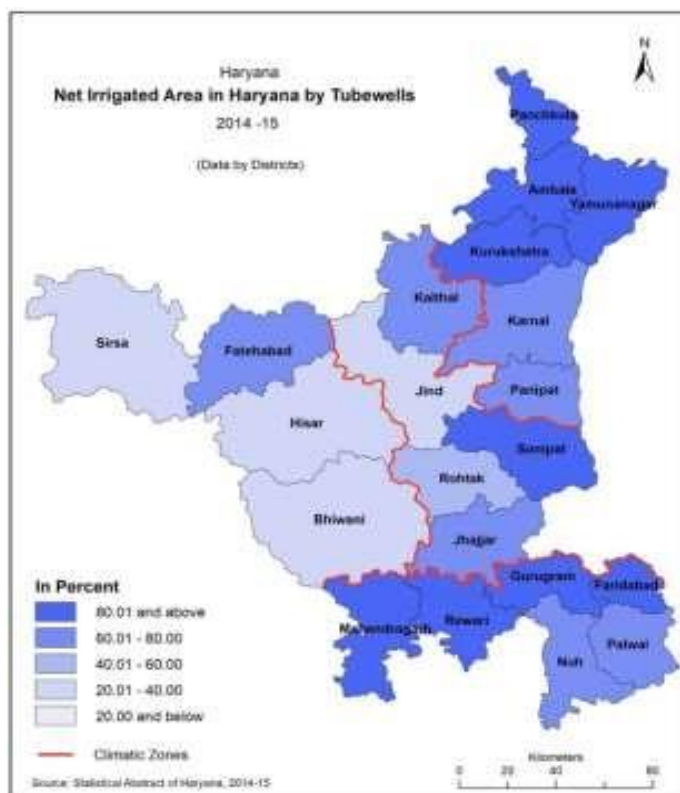 N
Haryana
Net Irrigated Area in Haryana by Tubewells
2014 -15
(Data by Districts)
Panchkula
Ambala
Yamunanagar
Kurukshetra
Kaithal
Karnal
Sirsa
Fatehabad
Jind
Panipat
Hisar
Sonipat
Rohtak
Bhiwani
Jhajjar
Gurugram
Faridabad
Mahendragarh
Rewari
Nuh
Palwal
In Percent
80.01 and above
60.01 - 80.00
40.01 - 60.00
20.01 - 40.00
20.00 and below
Climatic Zones
Kilometers
0 20 40 60
Source: Statistical Abstract of Haryana, 2014-15